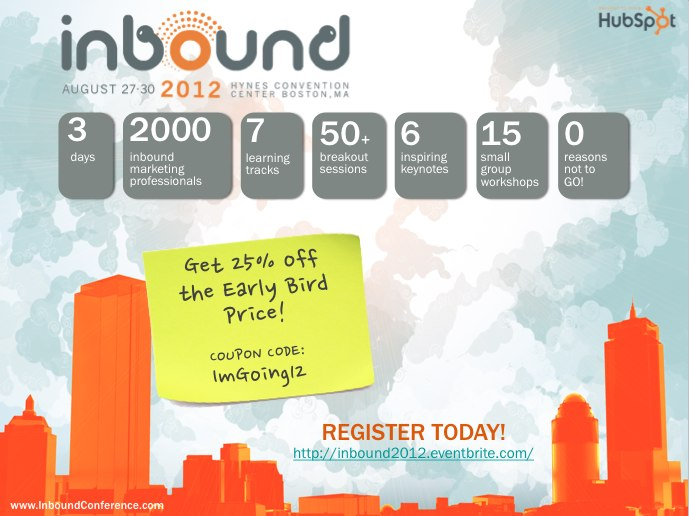 HubSpot
inbound
AUGUST 27-30 2012 HYNES CONVENTION
CENTER BOSTON, MA
3
days
2000
inbound
marketing
professionals
7
learning
tracks
50+
breakout
sessions
6
inspiring
keynotes
15
small
group
workshops
0
reasons
not to
GO!
Get 25% off
the Early Bird
Price!
COUPON CODE:
ImGoing12
REGISTER TODAY!
http://inbound2012.eventbrite.com/
www.InboundConference.com